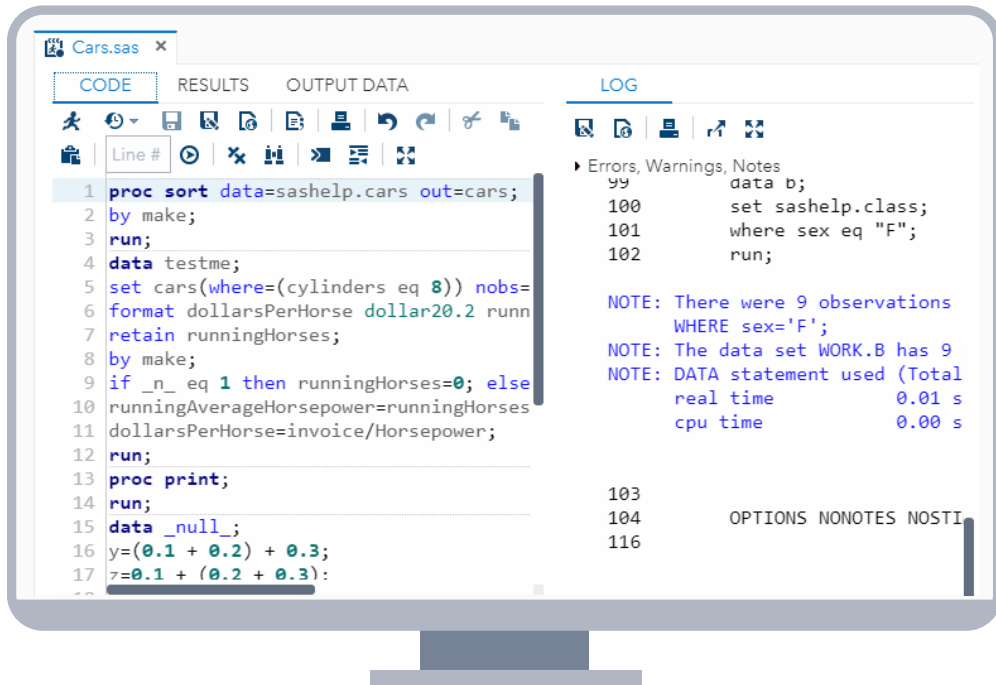 Cars.sas ×
CODE RESULTS OUTPUT DATA
Line #
1 proc sort data=sashelp.cars out=cars;
2 by make;
3 run;
4 data testme;
5 set cars(where=(cylinders eq 8)) nobs=
6 format dollarsPerHorse dollar20.2 runn
7 retain runningHorses;
8 by make;
9 if _n_ eq 1 then runningHorses=0; else
10 runningAverageHorsepower=runningHorses
11 dollarsPerHorse=invoice/Horsepower;
12 run;
13 proc print;
14 run;
15 data _null_;
16 y=(0.1 + 0.2) + 0.3;
17 z=0.1 + (0.2 + 0.3);
LOG
Errors, Warnings, Notes
99 data b;
100 set sashelp.class;
101 where sex eq "F";
102 run;
NOTE: There were 9 observations
WHERE sex='F';
NOTE: The data set WORK.B has 9
NOTE: DATA statement used (Total
real time 0.01 s
cpu time 0.00 s
103
104 OPTIONS NONOTES NOSTI
116